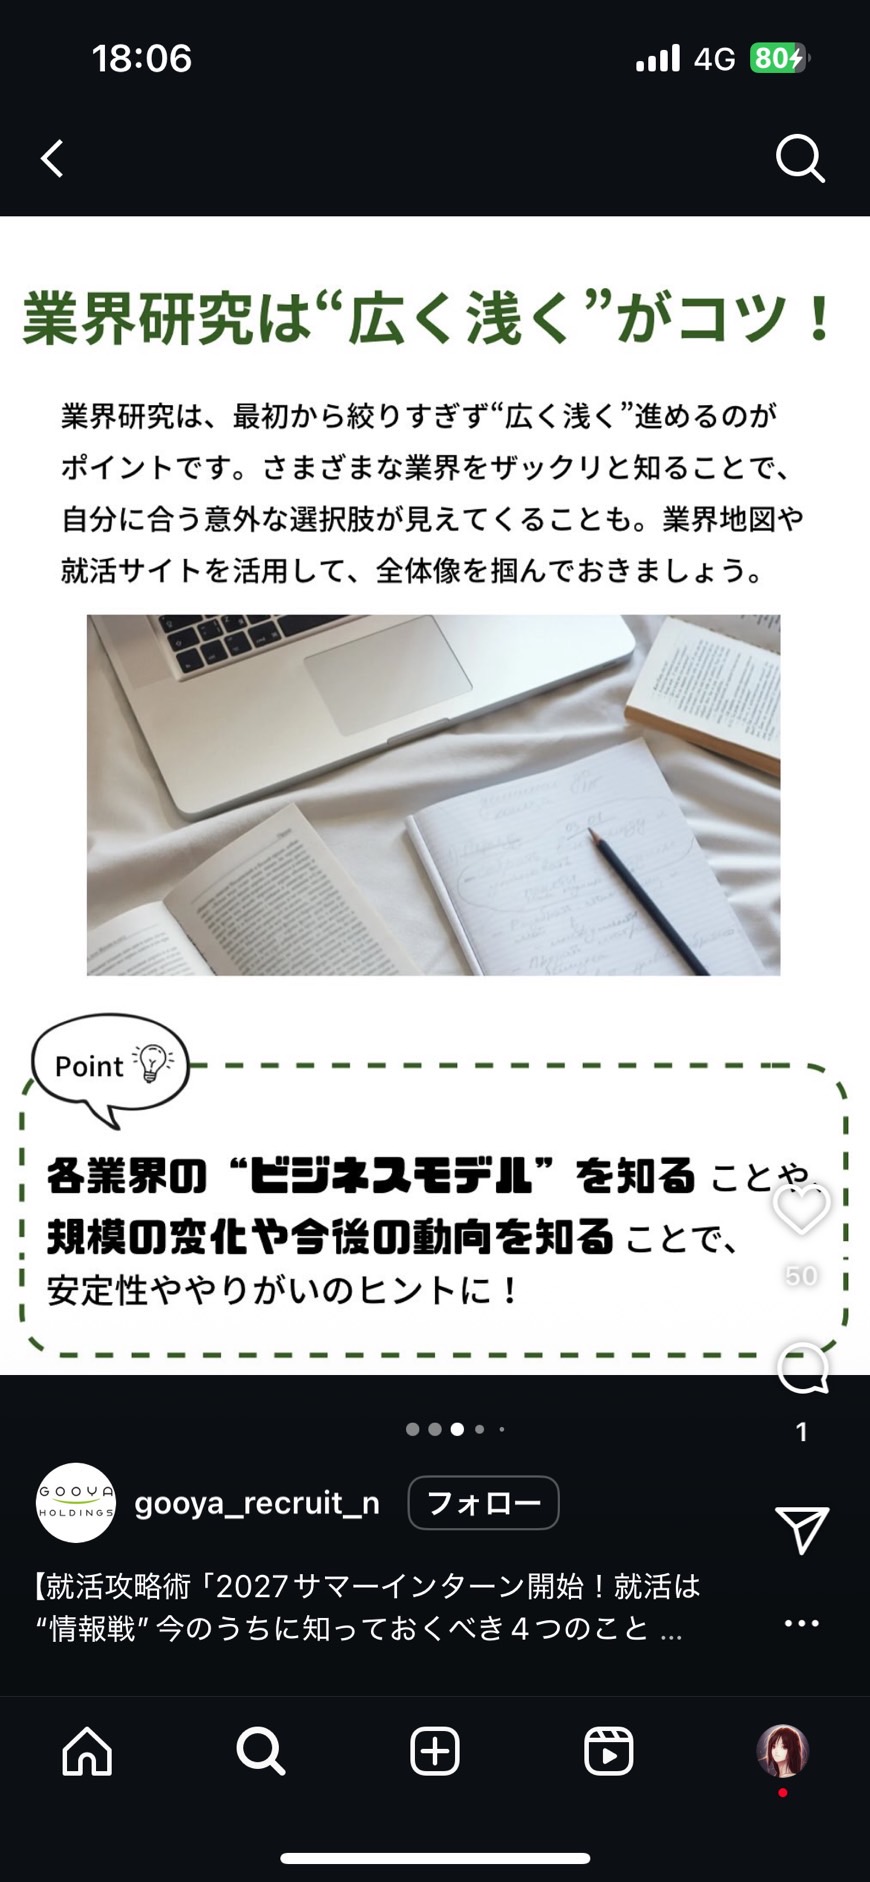 18:06
4G
80
業界研究は“広く浅く”がコツ！
業界研究は、最初から絞りすぎず“広く浅く”進めるのが
ポイントです。さまざまな業界をザックリと知ることで、
自分に合う意外な選択肢が見えてくることも。業界地図や
就活サイトを活用して、全体像を掴んでおきましょう。
Point
各業界の“ビジネスモデル”を知ることや、
規模の変化や今後の動向を知ることで、
安定性ややりがいのヒントに！
50
1
GOOYA
HOLDINGS
gooya_recruit_n
フォロー
【就活攻略術「2027サマーインターン開始！就活は
“情報戦” 今のうちに知っておくべき４つのこと ...